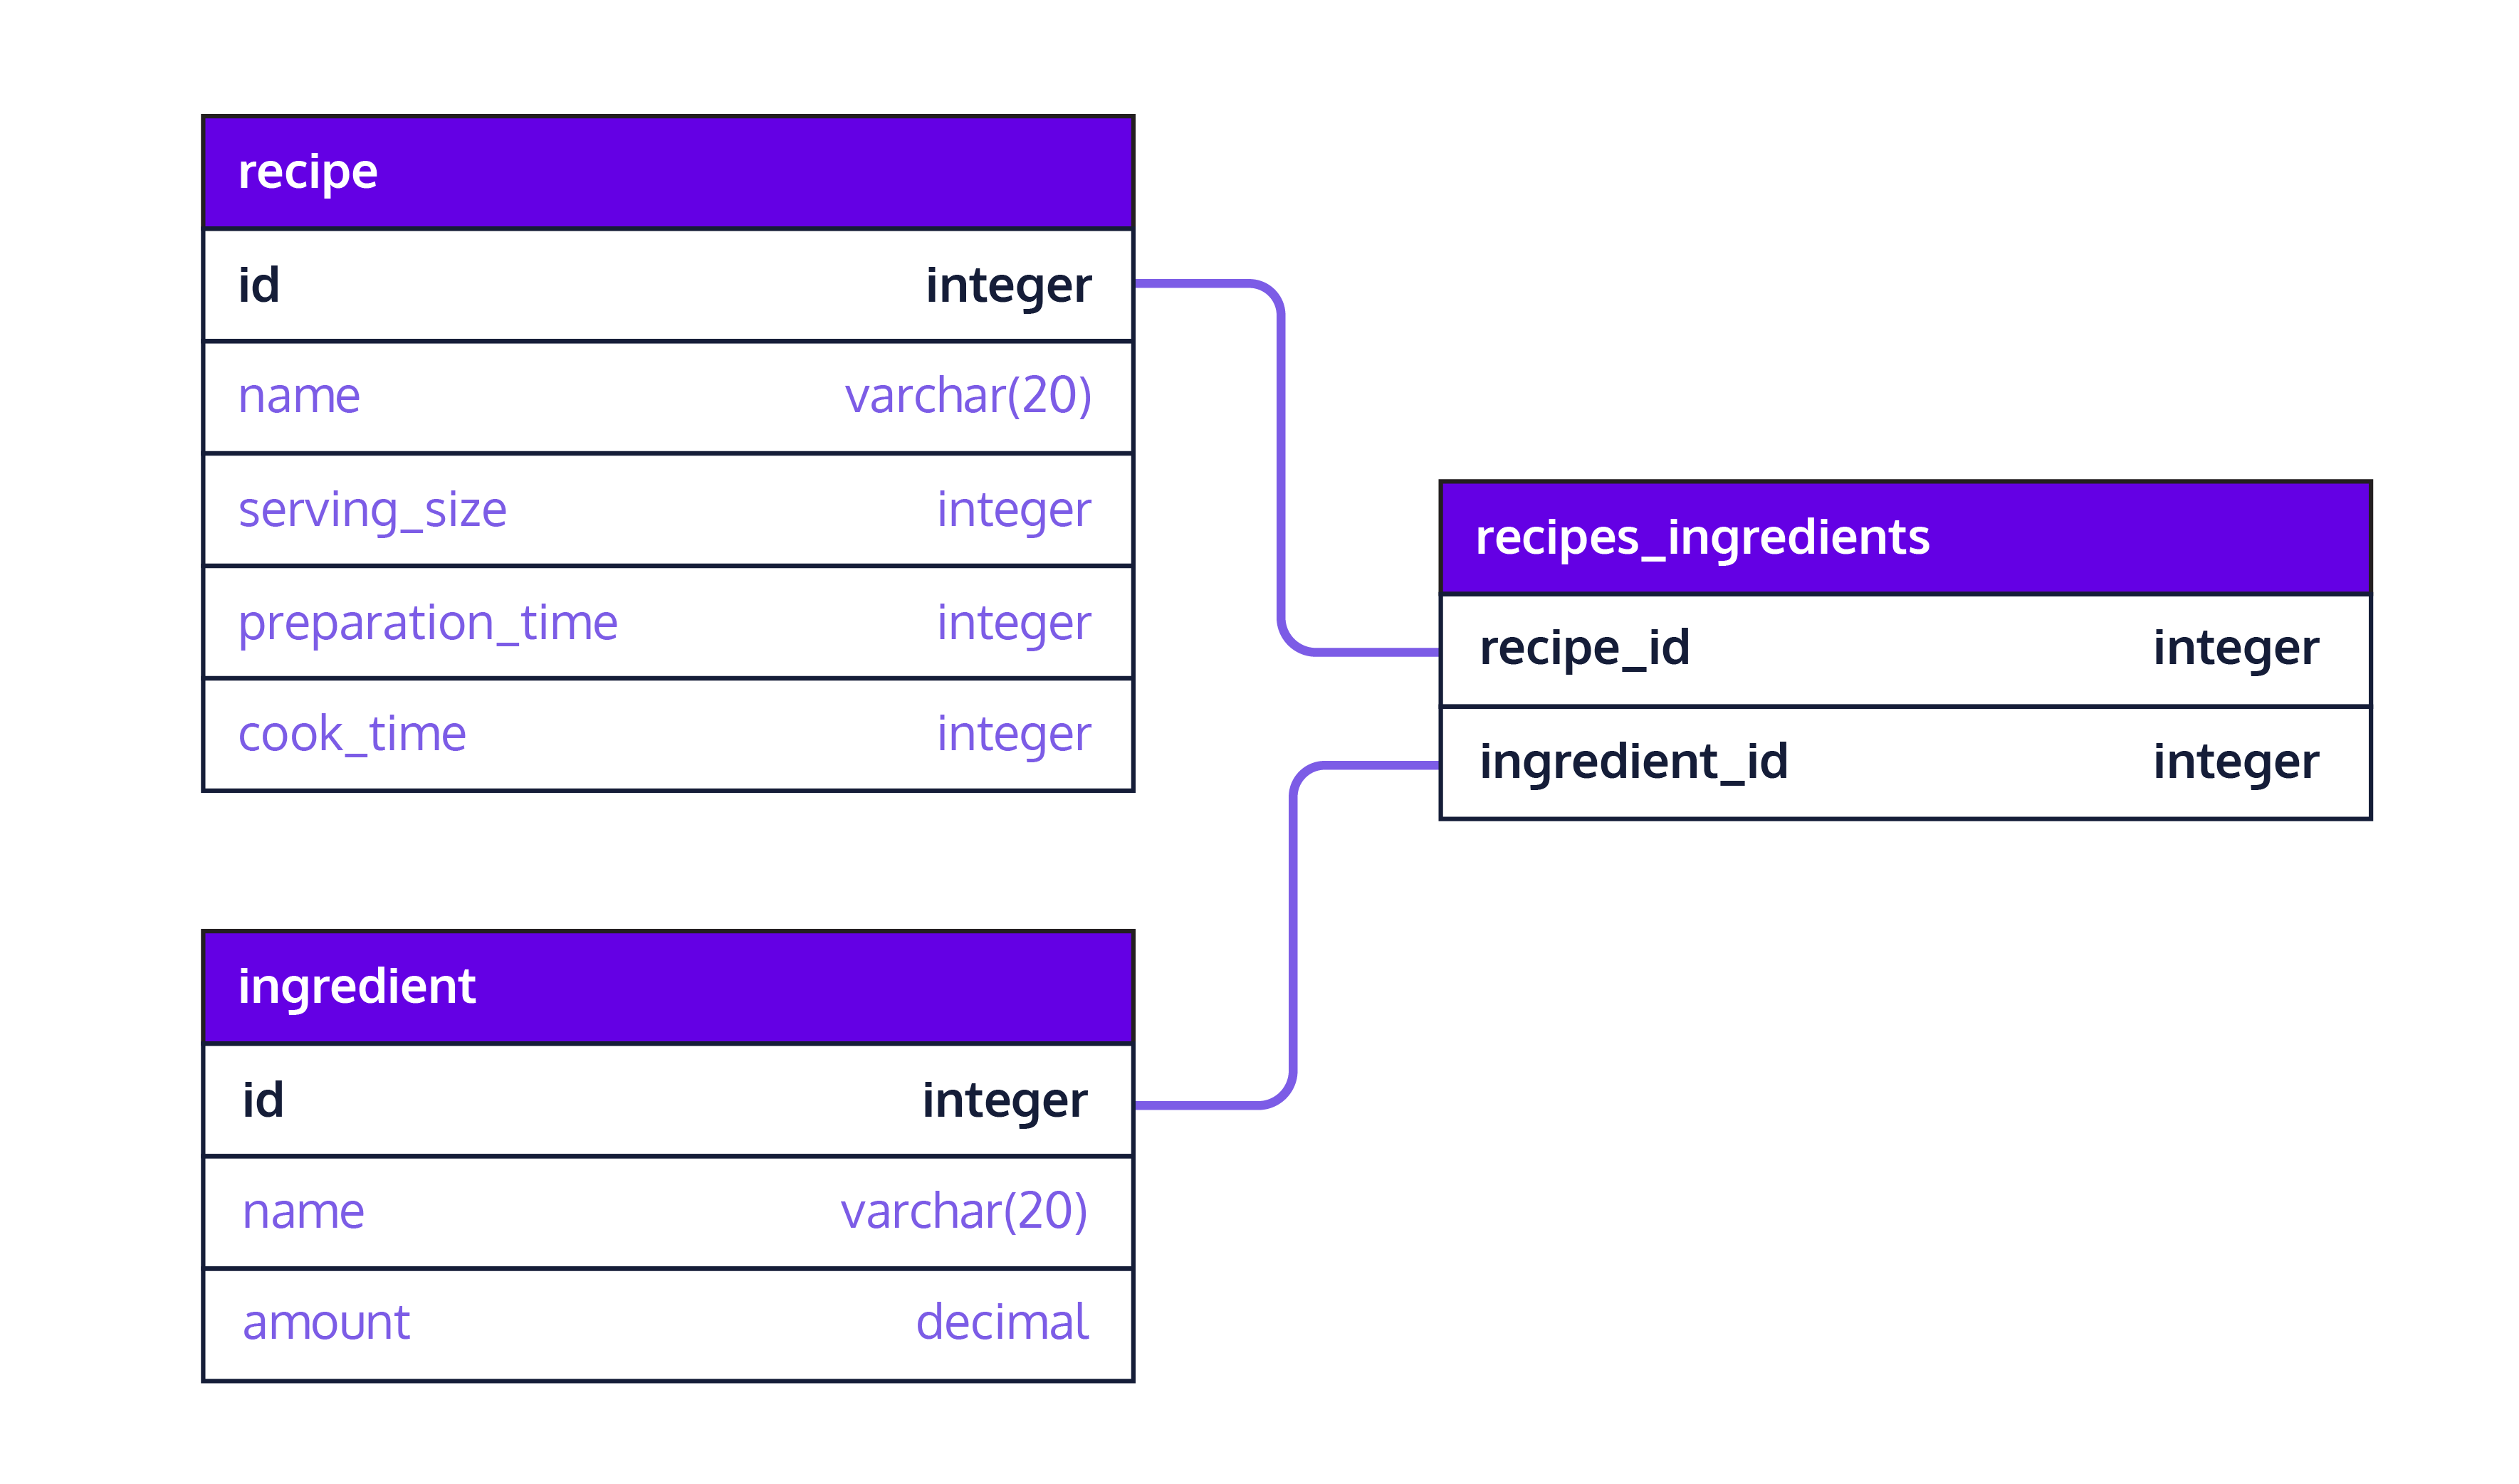 recipe
id integer
name varchar(20)
serving_size integer
preparation_time integer
cook_time integer
recipes_ingredients
recipe_id integer
ingredient_id integer
ingredient
id integer
name varchar(20)
amount decimal